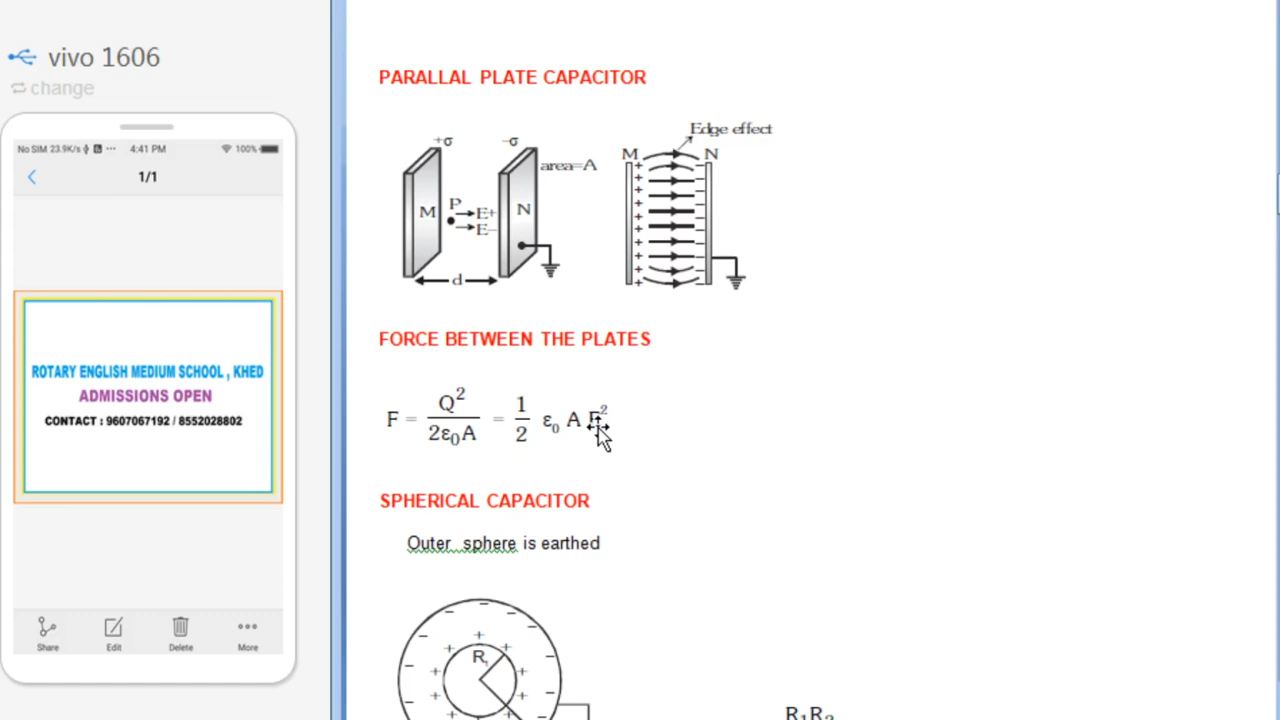 vivo 1606
change
No SIM 23.9K/s 4:41 PM 100%
1/1
ROTARY ENGLISH MEDIUM SCHOOL , KHED
ADMISSIONS OPEN
CONTACT : 9607067192 / 8552028802
Share Edit Delete More
PARALLAL PLATE CAPACITOR
+σ -σ
area=A
M P E+ E- N
d
Edge effect
M N
FORCE BETWEEN THE PLATES
F = Q²/2ε₀A = 1/2 ε₀ A E²
SPHERICAL CAPACITOR
Outer sphere is earthed
R₁
R₁R₂